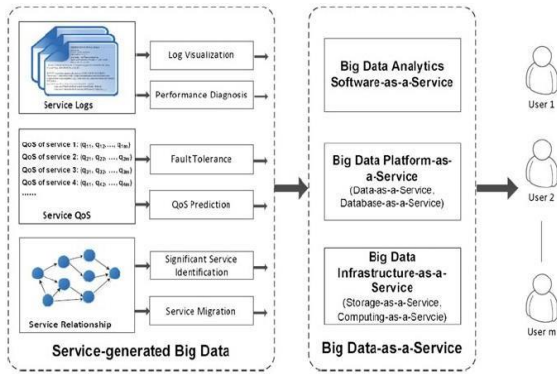 Log Visualization
Performance Diagnosis
Service Logs
QoS of service 1: (q11, q12,..., q1m)
QoS of service 2: (q21, q22, ..., q2m)
QoS of service 3: (q31, q32, ..., q3m)
QoS of service 4: (q41, q42, ..., q4m)
......
Service QoS
Fault Tolerance
QoS Prediction
Significant Service
Identification
Service Migration
Service Relationship
Service-generated Big Data
Big Data Analytics
Software-as-a-Service
Big Data Platform-as-
a-Service
(Data-as-a-Service,
Database-as-a-Service)
Big Data
Infrastructure-as-a-
Service
(Storage-as-a-Service,
Computing-as-a-Servcie)
Big Data-as-a-Service
User 1
User 2
User m